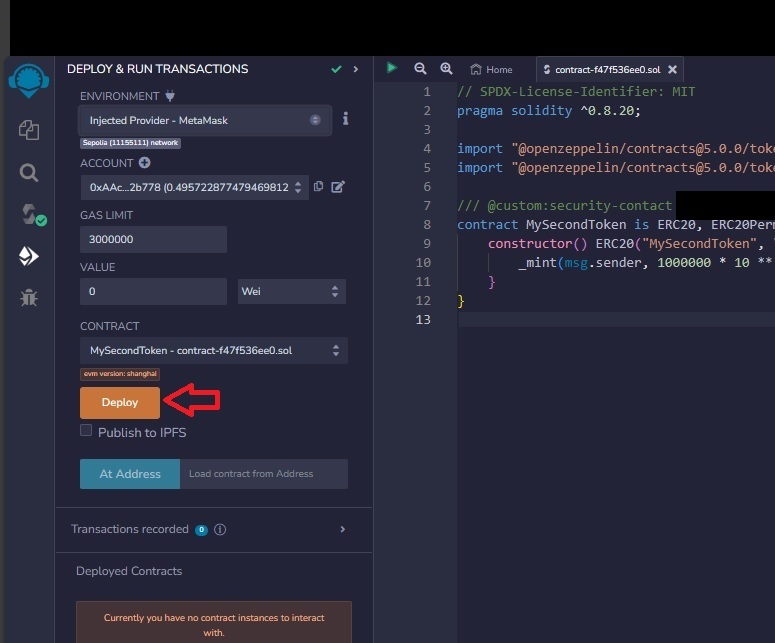 DEPLOY & RUN TRANSACTIONS
ENVIRONMENT
Injected Provider - MetaMask
Sepolia (11155111) network
ACCOUNT
0xAAc...2b778 (0.495722877479469812
GAS LIMIT
3000000
VALUE
0
Wei
CONTRACT
MySecondToken - contract-f47f536ee0.sol
evm version: shanghai
Deploy
Publish to IPFS
At Address
Load contract from Address
Transactions recorded 0 i
Deployed Contracts
Currently you have no contract instances to interact
with.
Home
contract-f47f536ee0.sol
1 // SPDX-License-Identifier: MIT
2 pragma solidity ^0.8.20;
3
4 import "@openzeppelin/contracts@5.0.0/toke
5 import "@openzeppelin/contracts@5.0.0/toke
6
7 /// @custom:security-contact
8 contract MySecondToken is ERC20, ERC20Perm
9 constructor() ERC20("MySecondToken", "
10 _mint(msg.sender, 1000000 * 10 **
11 }
12 }
13